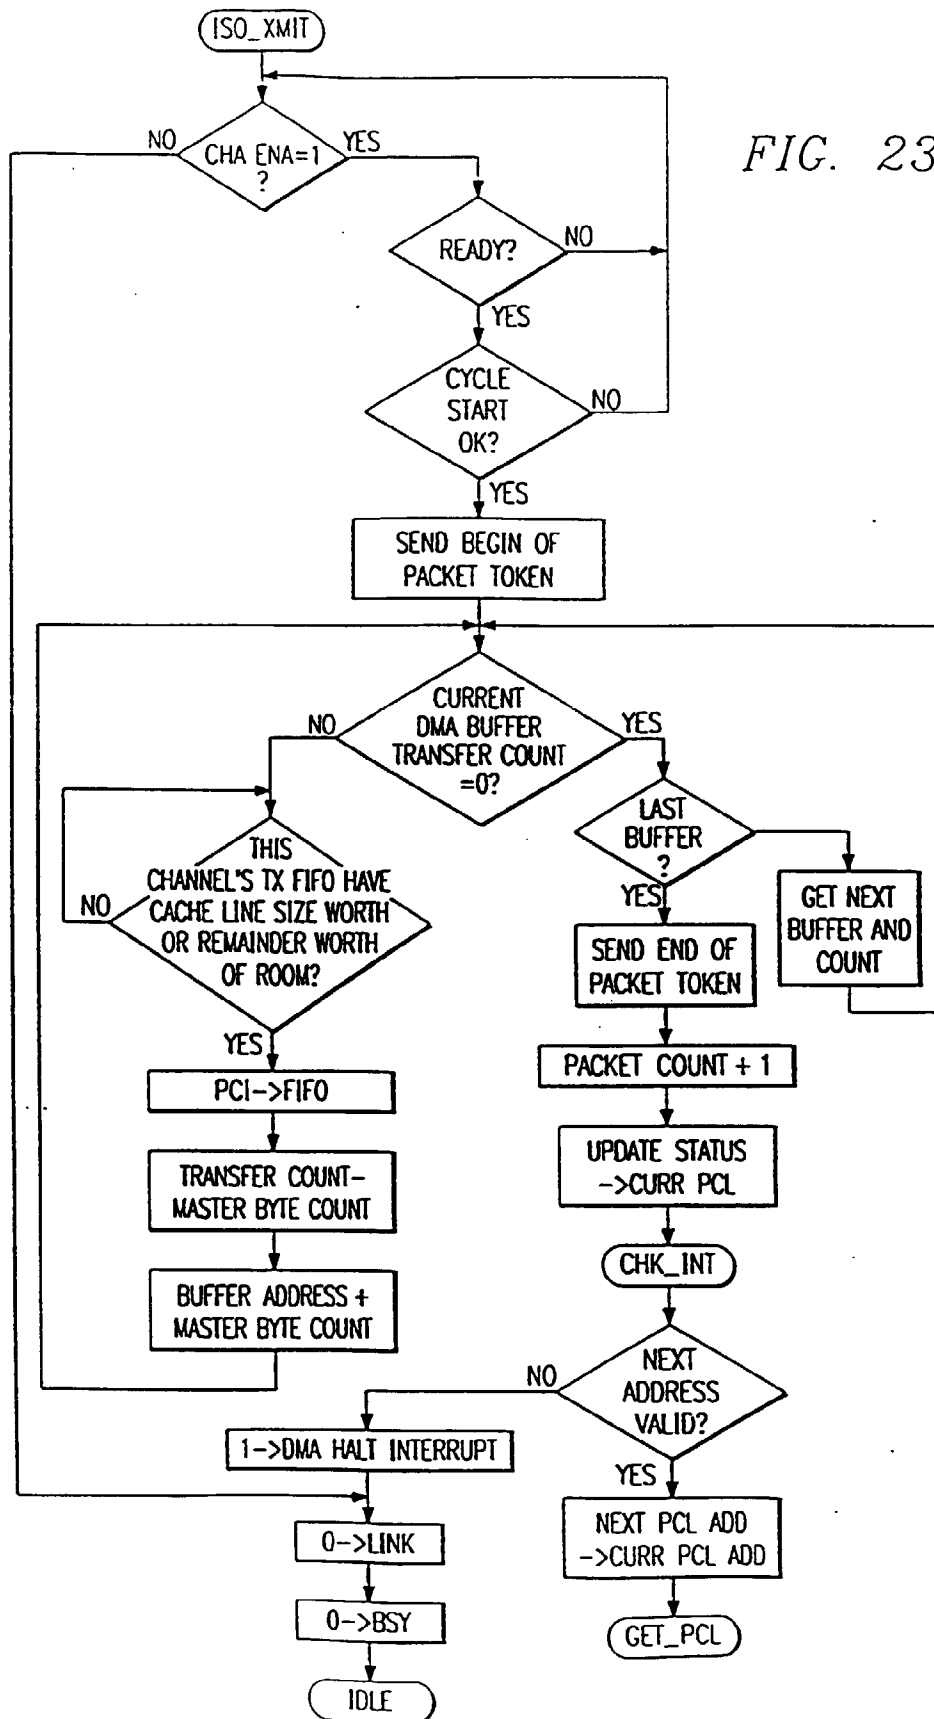 ISO_XMIT
FIG. 23
NO
CHA ENA=1
?
YES
READY?
NO
YES
CYCLE
START
OK?
NO
YES
SEND BEGIN OF
PACKET TOKEN
CURRENT
DMA BUFFER
TRANSFER COUNT
=0?
NO
YES
LAST
BUFFER
?
YES
THIS
CHANNEL'S TX FIFO HAVE
CACHE LINE SIZE WORTH
OR REMAINDER WORTH
OF ROOM?
NO
YES
GET NEXT
BUFFER AND
COUNT
SEND END OF
PACKET TOKEN
PCI->FIFO
PACKET COUNT + 1
TRANSFER COUNT-
MASTER BYTE COUNT
UPDATE STATUS
->CURR PCL
BUFFER ADDRESS +
MASTER BYTE COUNT
CHK_INT
NEXT
ADDRESS
VALID?
NO
YES
1->DMA HALT INTERRUPT
NEXT PCL ADD
->CURR PCL ADD
0->LINK
0->BSY
GET_PCL
IDLE